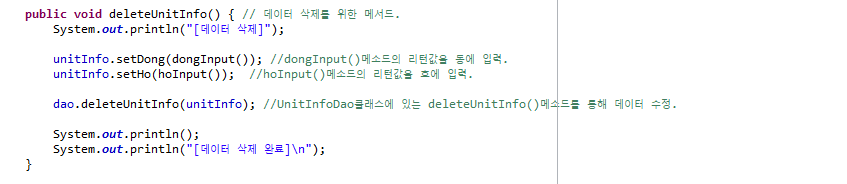 public void deleteUnitInfo() { // 데이터 삭제를 위한 메서드.
System.out.println("[데이터 삭제]");
unitInfo.setDong(dongInput()); //dongInput()메소드의 리턴값을 동에 입력.
unitInfo.setHo(hoInput());  //hoInput()메소드의 리턴값을 호에 입력.
dao.deleteUnitInfo(unitInfo); //UnitInfoDao클래스에 있는 deleteUnitInfo()메소드를 통해 데이터 수정.
System.out.println();
System.out.println("[데이터 삭제 완료]\n");
}